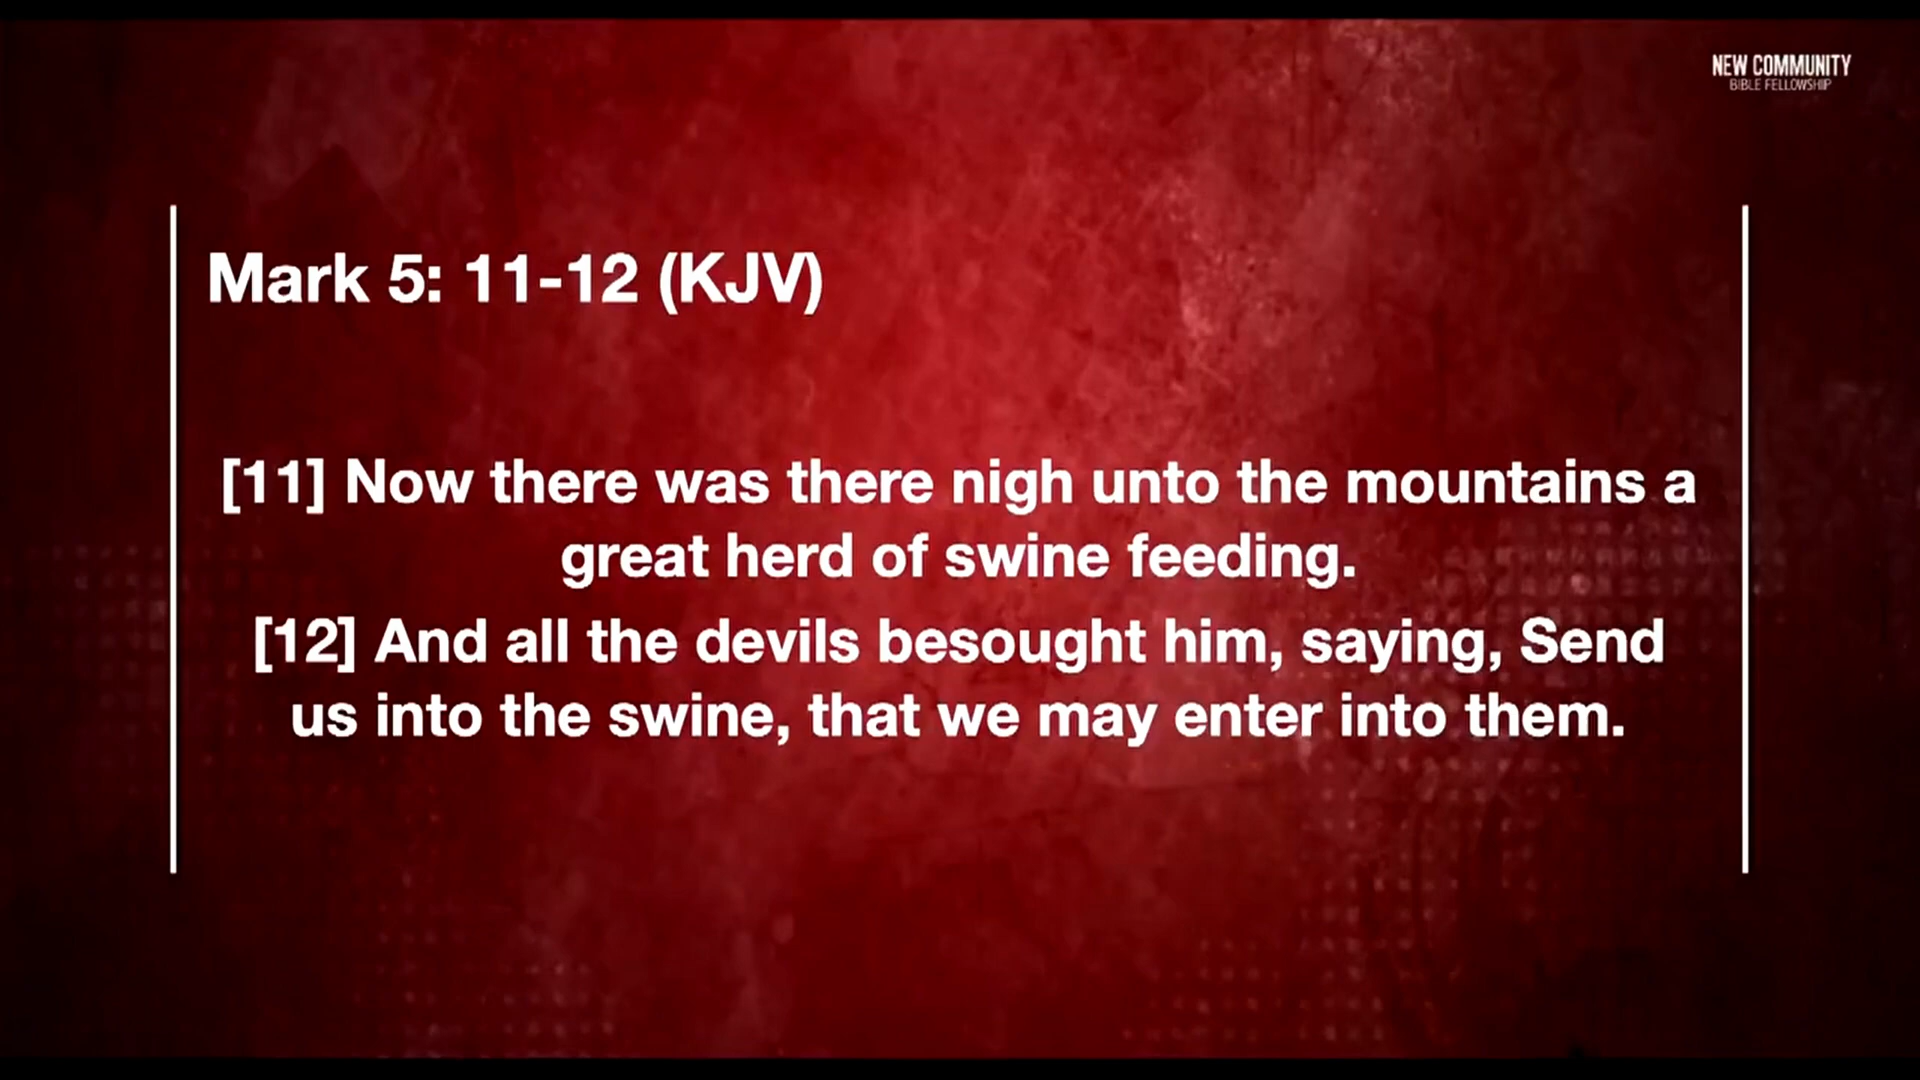 NEW COMMUNITY
BIBLE FELLOWSHIP
Mark 5: 11-12 (KJV)
[11] Now there was there nigh unto the mountains a
great herd of swine feeding.
[12] And all the devils besought him, saying, Send
us into the swine, that we may enter into them.